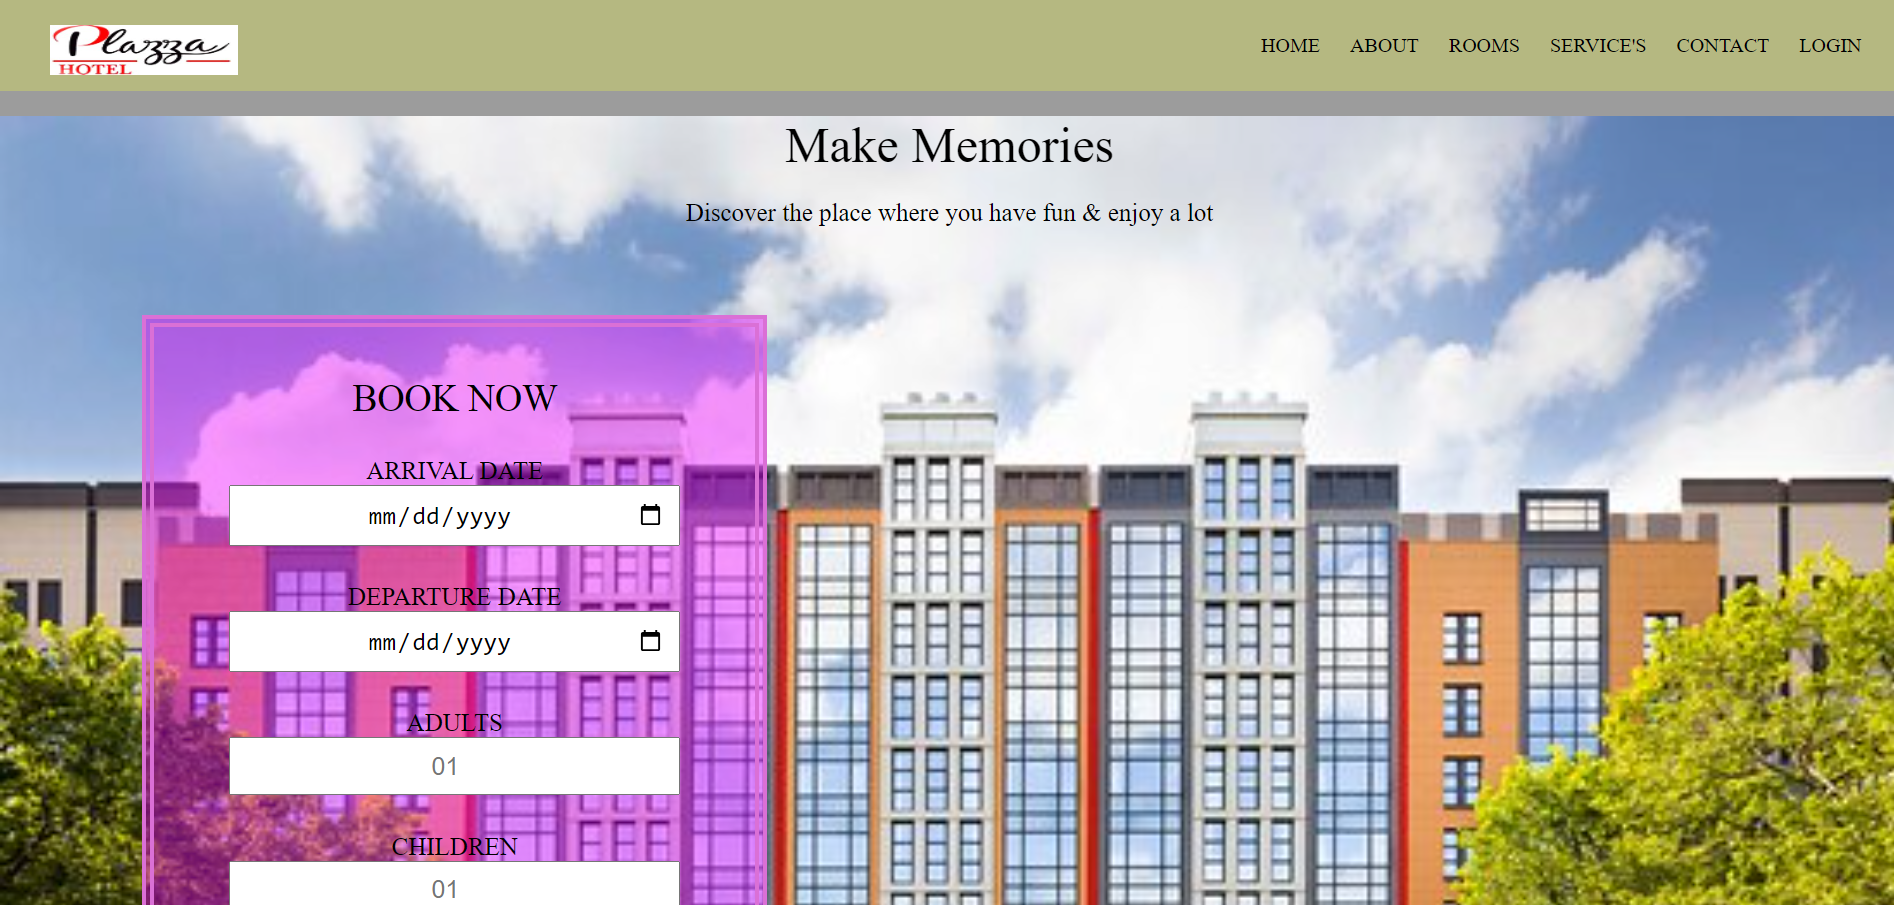 Plazza
HOTEL
HOME ABOUT ROOMS SERVICE'S CONTACT LOGIN
Make Memories
Discover the place where you have fun & enjoy a lot
BOOK NOW
ARRIVAL DATE
mm/dd/yyyy
DEPARTURE DATE
mm/dd/yyyy
ADULTS
01
CHILDREN
01